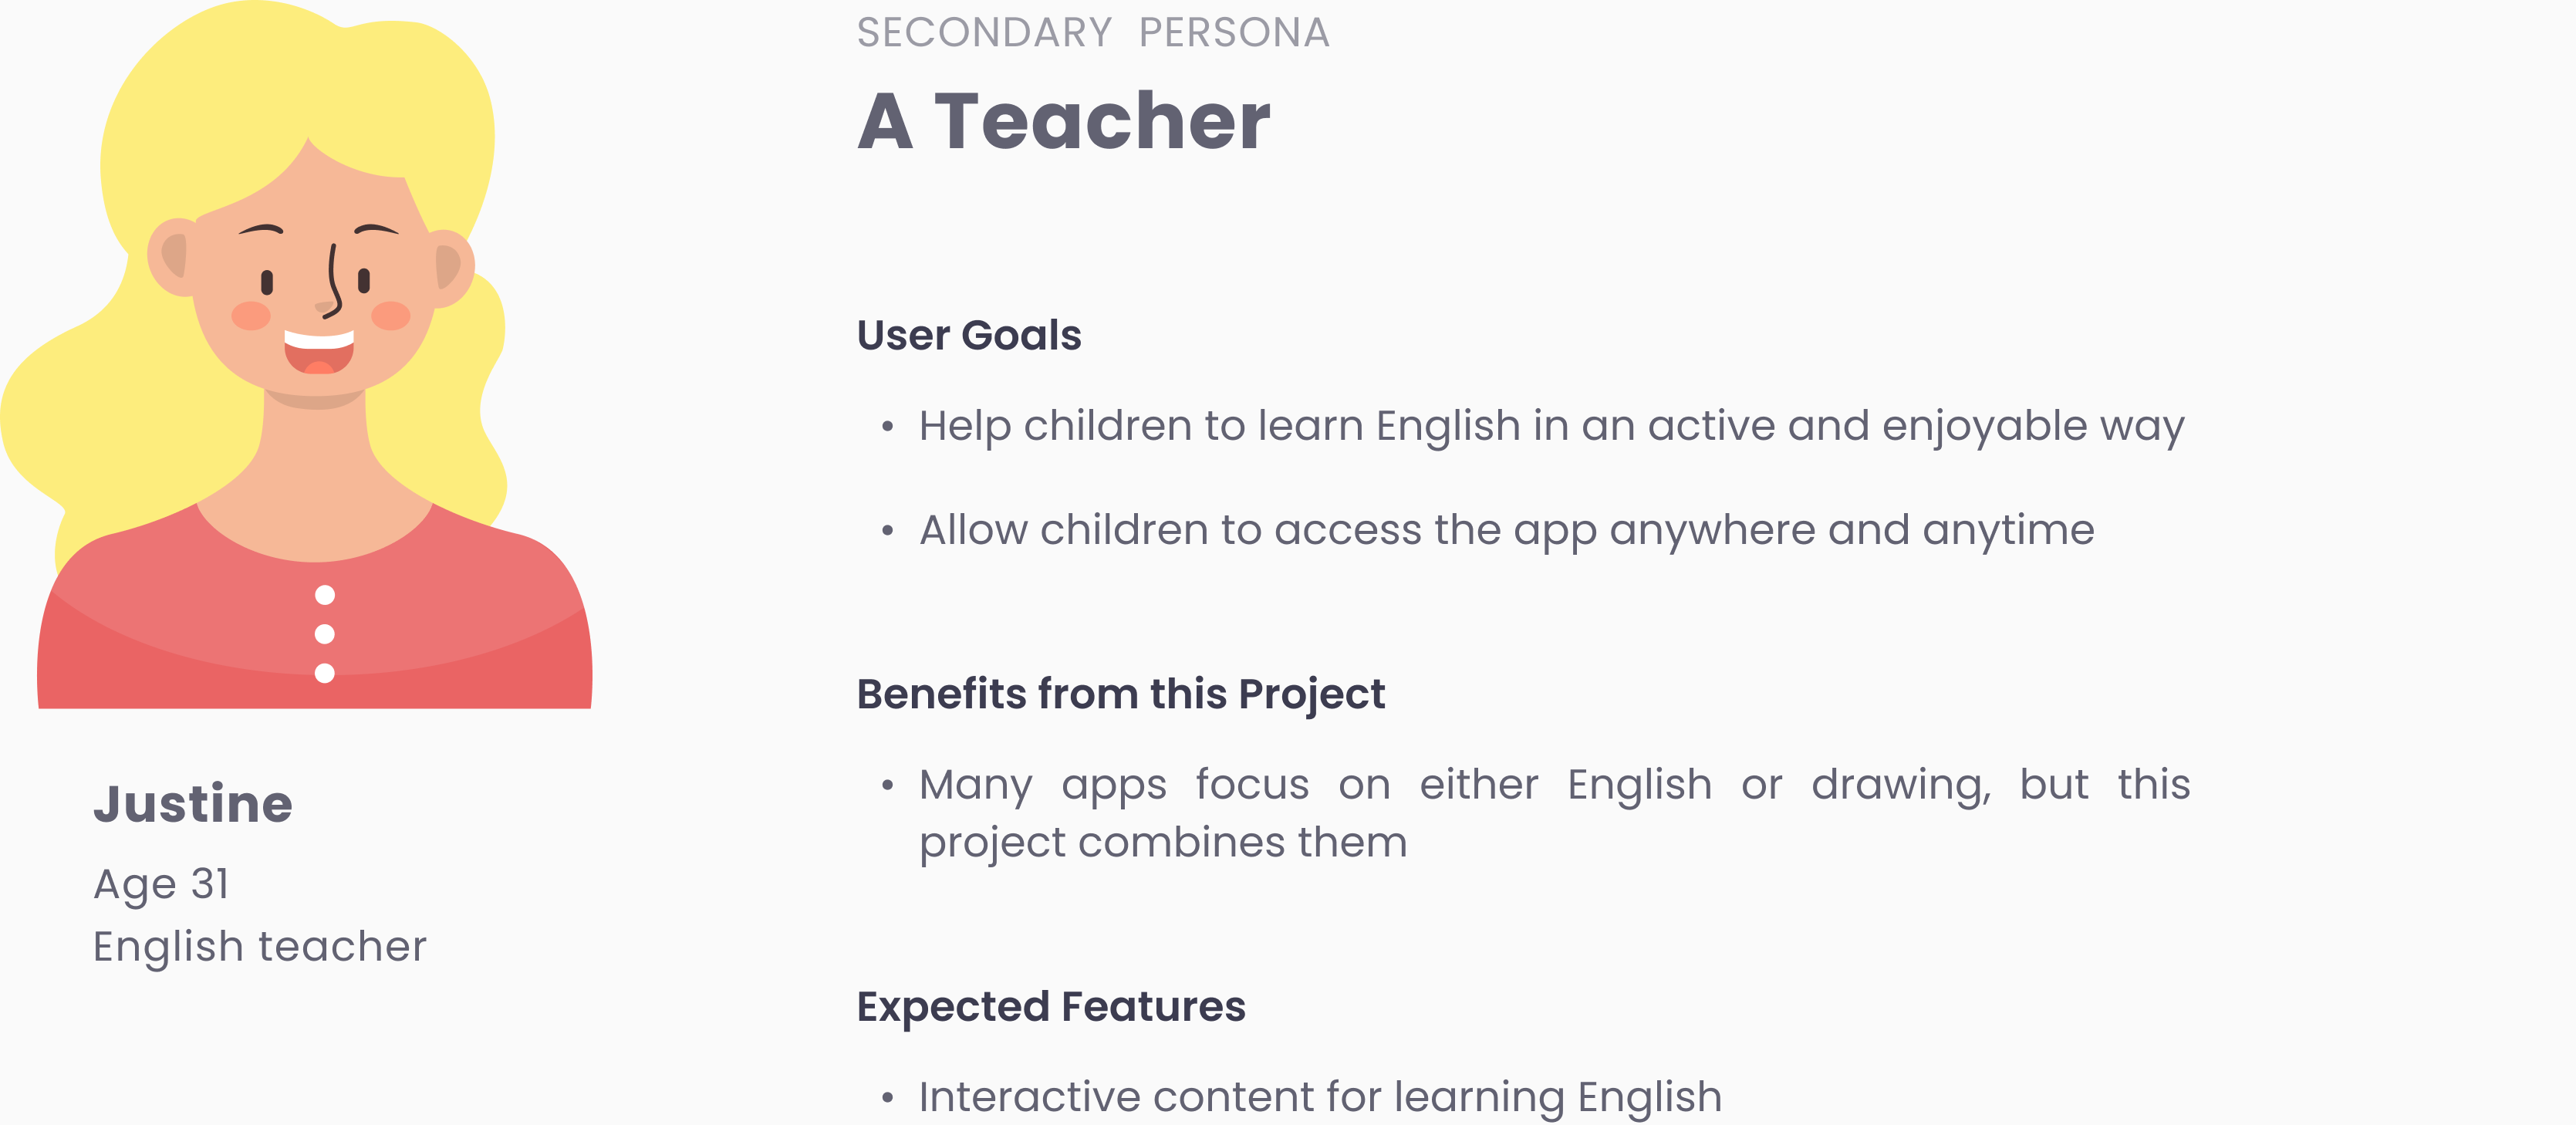 SECONDARY PERSONA
A Teacher
User Goals
• Help children to learn English in an active and enjoyable way
• Allow children to access the app anywhere and anytime
Benefits from this Project
• Many apps focus on either English or drawing, but this
project combines them
Expected Features
• Interactive content for learning English
Justine
Age 31
English teacher